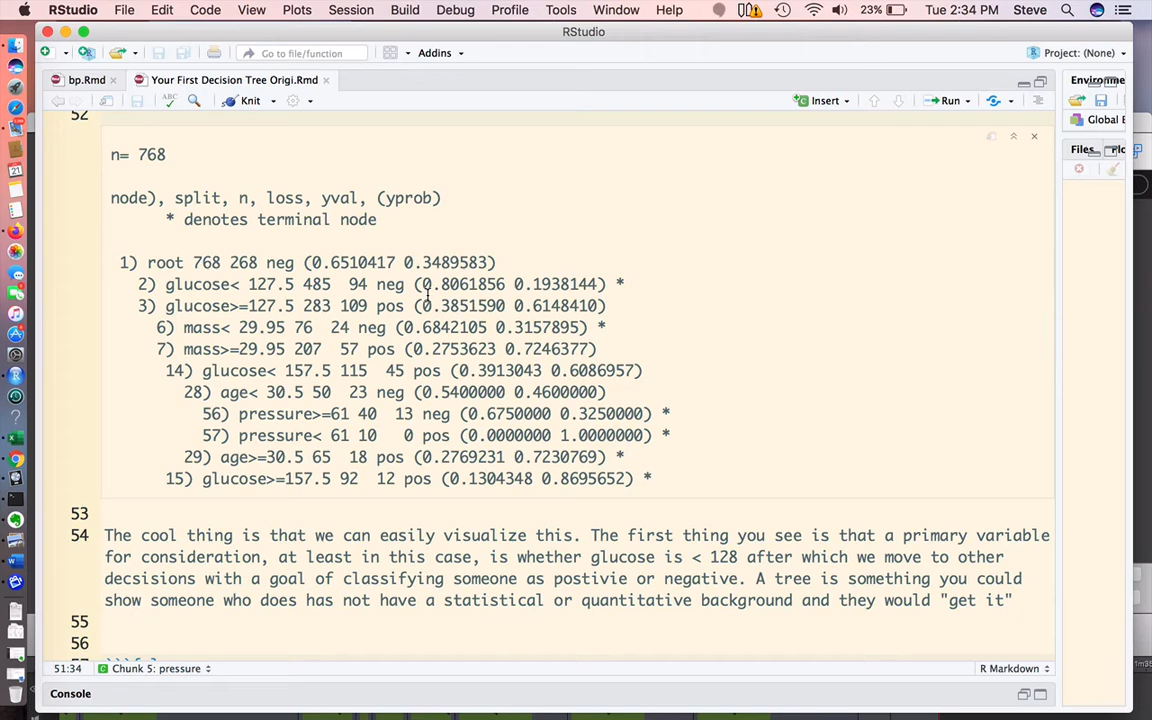 RStudio File Edit Code View Plots Session Build Debug Profile Tools Window Help 23% Tue 2:34 PM Steve
RStudio
Go to file/function Addins Project: (None)
bp.Rmd Your First Decision Tree Origi.Rmd Environme
ABC Knit Insert Run
Global E
52
Files Plo
n= 768
node), split, n, loss, yval, (yprob)
* denotes terminal node
1) root 768 268 neg (0.6510417 0.3489583)
2) glucose< 127.5 485 94 neg (0.8061856 0.1938144) *
3) glucose>=127.5 283 109 pos (0.3851590 0.6148410)
6) mass< 29.95 76 24 neg (0.6842105 0.3157895) *
7) mass>=29.95 207 57 pos (0.2753623 0.7246377)
14) glucose< 157.5 115 45 pos (0.3913043 0.6086957)
28) age< 30.5 50 23 neg (0.5400000 0.4600000)
56) pressure>=61 40 13 neg (0.6750000 0.3250000) *
57) pressure< 61 10 0 pos (0.0000000 1.0000000) *
29) age>=30.5 65 18 pos (0.2769231 0.7230769) *
15) glucose>=157.5 92 12 pos (0.1304348 0.8695652) *
53
54 The cool thing is that we can easily visualize this. The first thing you see is that a primary variable
for consideration, at least in this case, is whether glucose is < 128 after which we move to other
decsisions with a goal of classifying someone as postivie or negative. A tree is something you could
show someone who does has not have a statistical or quantitative background and they would "get it"
55
56
51:34 Chunk 5: pressure R Markdown
Console